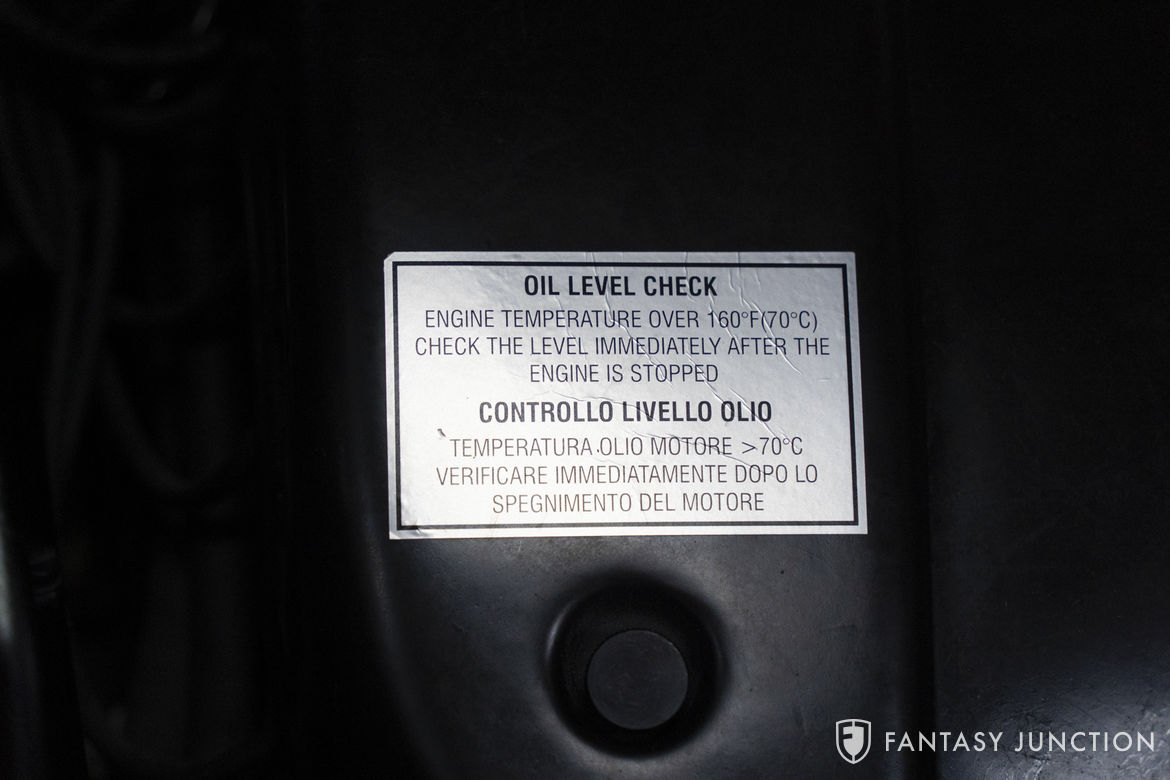 OIL LEVEL CHECK
ENGINE TEMPERATURE OVER 160°F(70°C)
CHECK THE LEVEL IMMEDIATELY AFTER THE
ENGINE IS STOPPED
CONTROLLO LIVELLO OLIO
TEMPERATURA OLIO MOTORE >70°C
VERIFICARE IMMEDIATAMENTE DOPO LO
SPEGNIMENTO DEL MOTORE
FANTASY JUNCTION